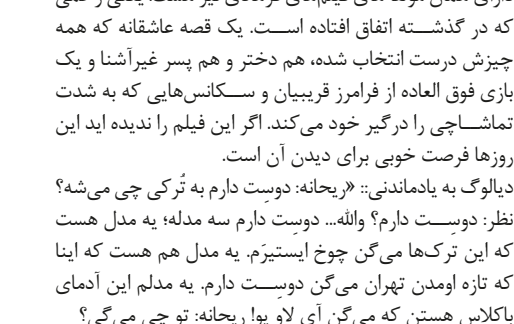 که در گذشته اتفاق افتاده است. یک قصه عاشقانه که همه
چیزش درست انتخاب شده، هم دختر و هم پسر غیرآشنا و یک
بازی فوق العاده از فرامرز قریبیان و سکانس‌هایی که به شدت
تماشاچی را درگیر خود می‌کند. اگر این فیلم را ندیده اید این
روزها فرصت خوبی برای دیدن آن است.
دیالوگ به یادماندنی:: «ریحانه: دوسِت دارم به تُرکی چی می‌شه؟
نظر: دوسِت دارم؟ والله... دوسِت دارم سه مدله؛ یه مدل هست
که این ترک‌ها می‌گن چوخ ایستیرَم. یه مدل هم هست که اینا
که تازه اومدن تهران می‌گن دوسِت دارم. یه مدلم این آدمای
باکلاس هستن که می‌گن آی لاو یو! ریحانه: تو چی می‌گی؟